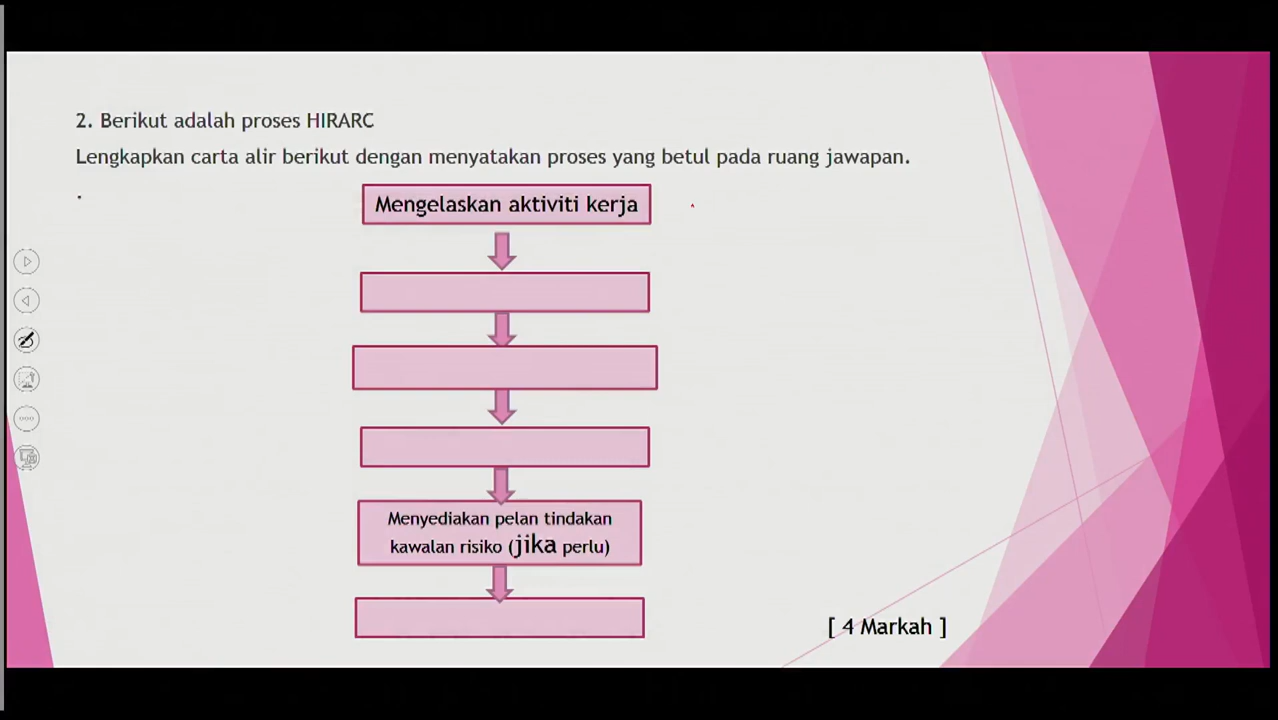 2. Berikut adalah proses HIRARC
Lengkapkan carta alir berikut dengan menyatakan proses yang betul pada ruang jawapan.
.
Mengelaskan aktiviti kerja
Menyediakan pelan tindakan
kawalan risiko (jika perlu)
[ 4 Markah ]